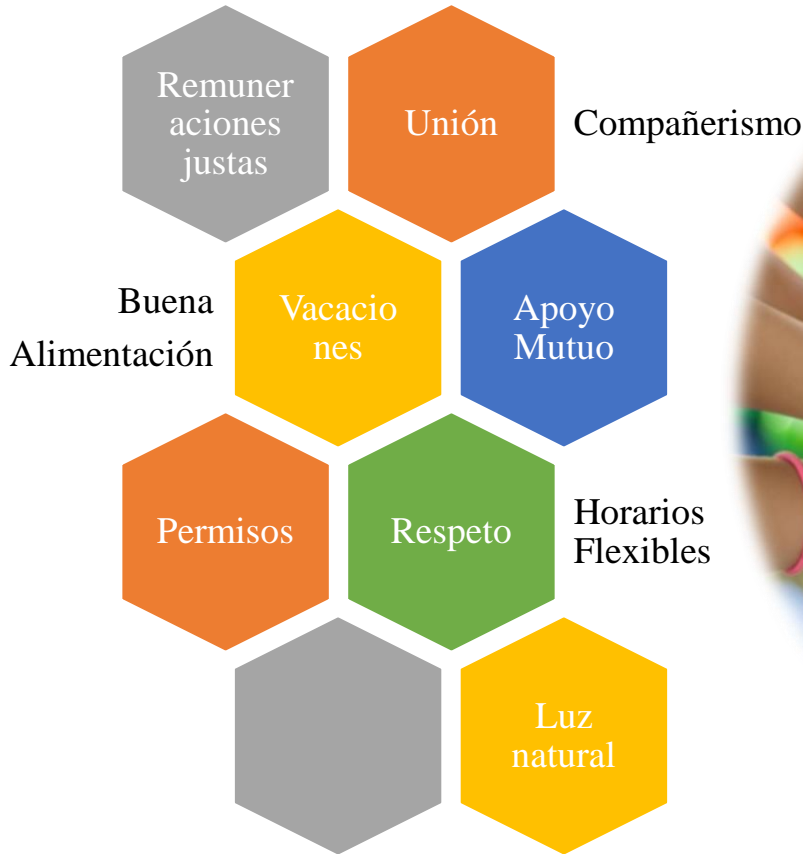 Remuner
aciones
justas
Unión
Compañerismo
Buena
Alimentación
Vacacio
nes
Apoyo
Mutuo
Permisos
Respeto
Horarios
Flexibles
Luz
natural